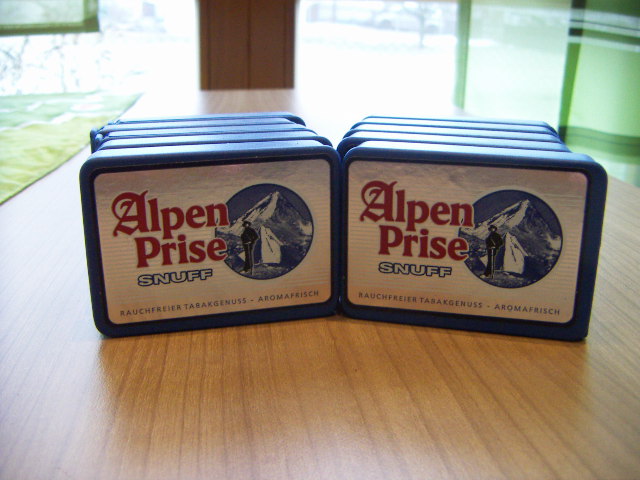 Alpen
Prise
SNUFF
RAUCHFREIER TABAKGENUSS - AROMAFRISCH
Alpen
Prise
SNUFF
RAUCHFREIER TABAKGENUSS - AROMAFRISCH